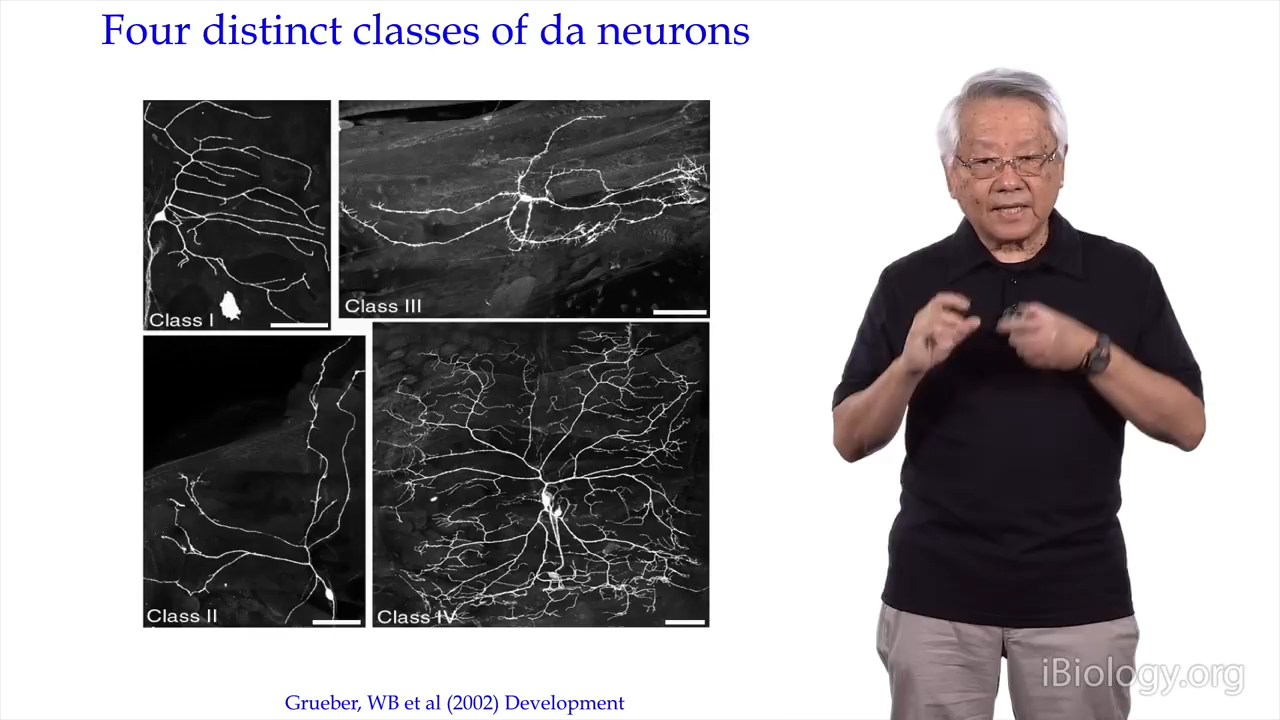 Four distinct classes of da neurons
Class I
Class III
Class II
Class IV
Grueber, WB et al (2002) Development
iBiology.org